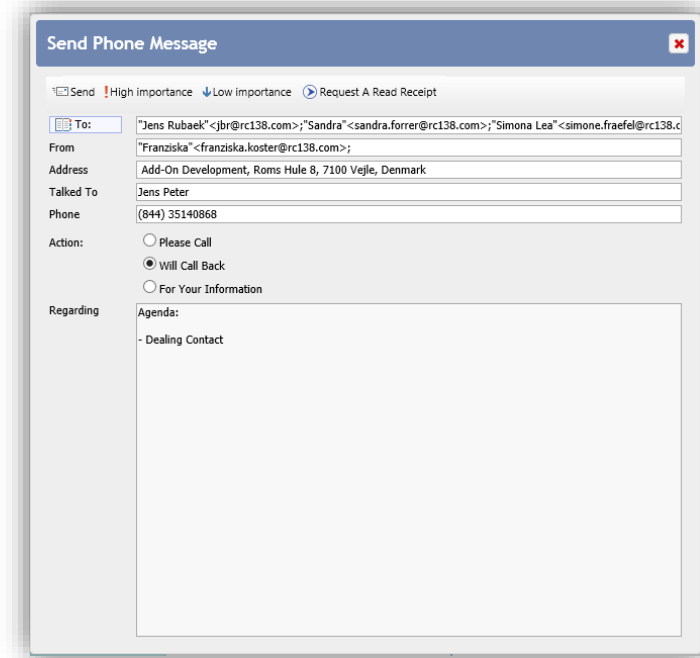 Send Phone Message
Send High importance Low importance Request A Read Receipt
To: "Jens Rubaek"<jbr@rc138.com>;"Sandra"<sandra.forrer@rc138.com>;"Simona Lea"<simone.fraefel@rc138.c
From "Franziska"<franziska.koster@rc138.com>;
Address Add-On Development, Roms Hule 8, 7100 Vejle, Denmark
Talked To Jens Peter
Phone (844) 35140868
Action: Please Call
Will Call Back
For Your Information
Regarding Agenda:
- Dealing Contact